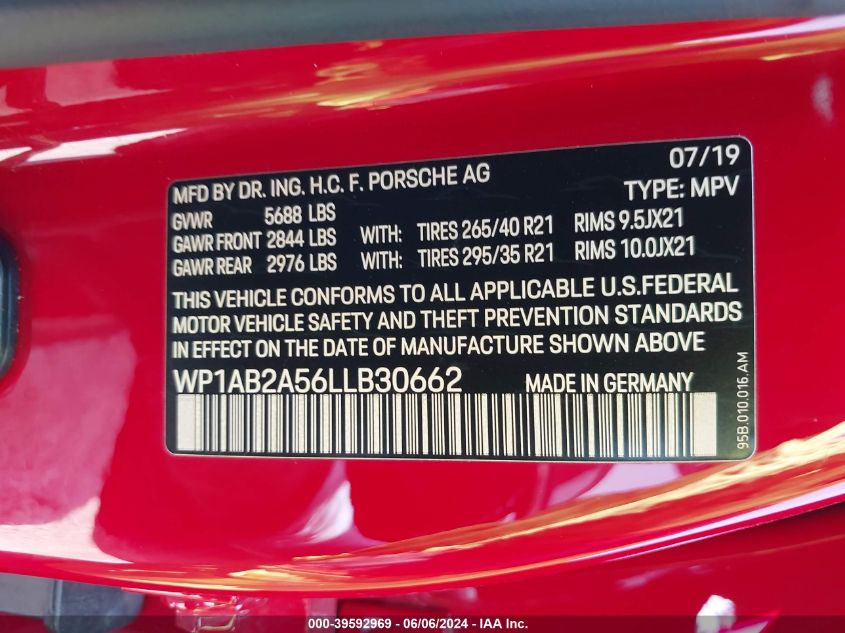 07/19
MFD BY DR. ING. H.C. F. PORSCHE AG
TYPE: MPV
GVWR 5688 LBS
GAWR FRONT 2844 LBS WITH: TIRES 265/40 R21 RIMS 9.5JX21
GAWR REAR 2976 LBS WITH: TIRES 295/35 R21 RIMS 10.0JX21
THIS VEHICLE CONFORMS TO ALL APPLICABLE U.S.FEDERAL
MOTOR VEHICLE SAFETY AND THEFT PREVENTION STANDARDS
IN EFFECT ON THE DATE OF MANUFACTURE SHOWN ABOVE
WP1AB2A56LLB30662 MADE IN GERMANY
95B.010.016.AM
000-39592969 - 06/06/2024 - IAA Inc.